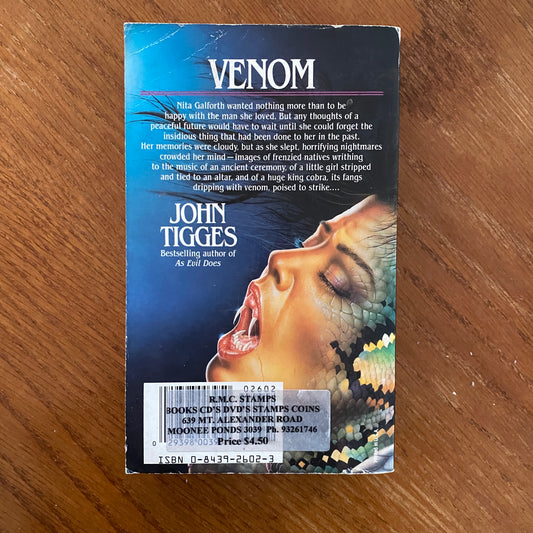 VENOM
Nita Galforth wanted nothing more than to be
happy with the man she loved. But any thoughts of a
peaceful future would have to wait until she could forget the
insidious thing that had been done to her in the past.
Her memories were cloudy, but as she slept, horrifying nightmares
crowded her mind—images of frenzied natives writhing
to the music of an ancient ceremony, of a little girl stripped
and tied to an altar, and of a huge king cobra, its fangs
dripping with venom, poised to strike....
JOHN
TIGGES
Bestselling author of
As Evil Does
02602
R.M.C. STAMPS
BOOKS CD'S DVD'S STAMPS COINS
639 MT. ALEXANDER ROAD
MOONEE PONDS 3039 Ph. 93261746
Price $4.50
0 29398 0039
ISBN 0-8439-2602-3